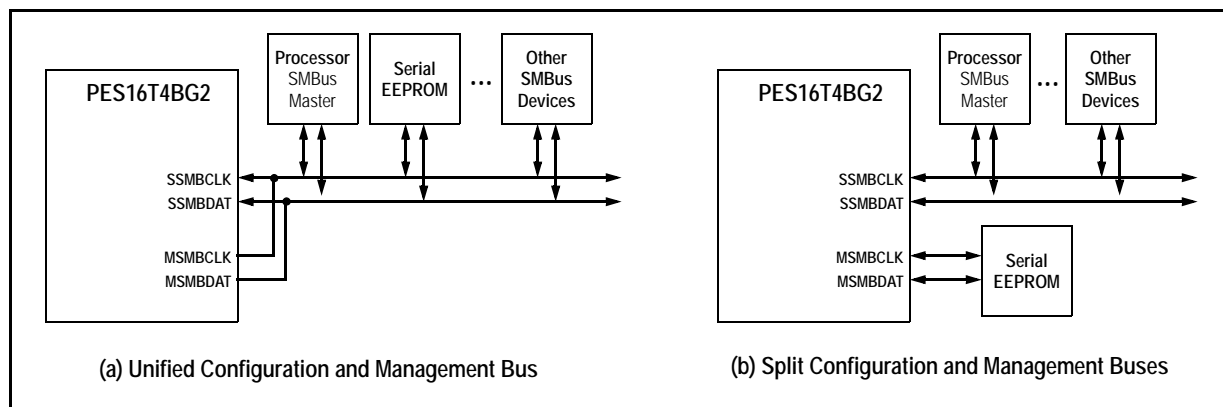 PES16T4BG2
Processor
SMBus
Master
Serial
EEPROM
...
Other
SMBus
Devices
SSMBCLK
SSMBDAT
MSMBCLK
MSMBDAT
(a) Unified Configuration and Management Bus
PES16T4BG2
Processor
SMBus
Master
...
Other
SMBus
Devices
SSMBCLK
SSMBDAT
MSMBCLK
MSMBDAT
Serial
EEPROM
(b) Split Configuration and Management Buses